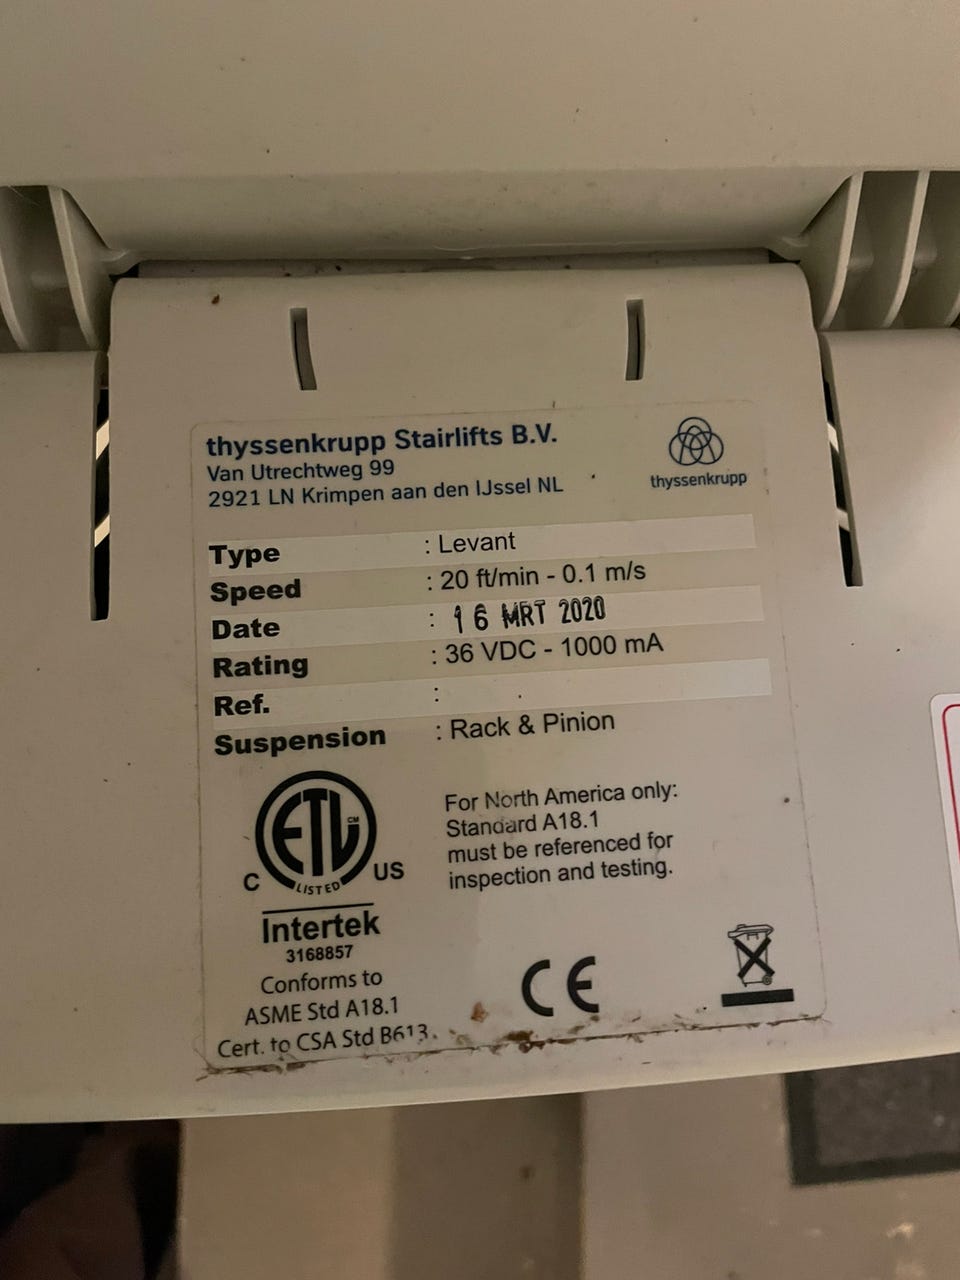 thyssenkrupp Stairlifts B.V.
Van Utrechtweg 99
2921 LN Krimpen aan den IJssel NL
thyssenkrupp
Type : Levant
Speed : 20 ft/min - 0.1 m/s
Date : 16 MRT 2020
Rating : 36 VDC - 1000 mA
Ref. :
Suspension : Rack & Pinion
ETL CM
LISTED
C US
Intertek
3168857
Conforms to
ASME Std A18.1
Cert. to CSA Std B613
For North America only:
Standard A18.1
must be referenced for
inspection and testing.
CE